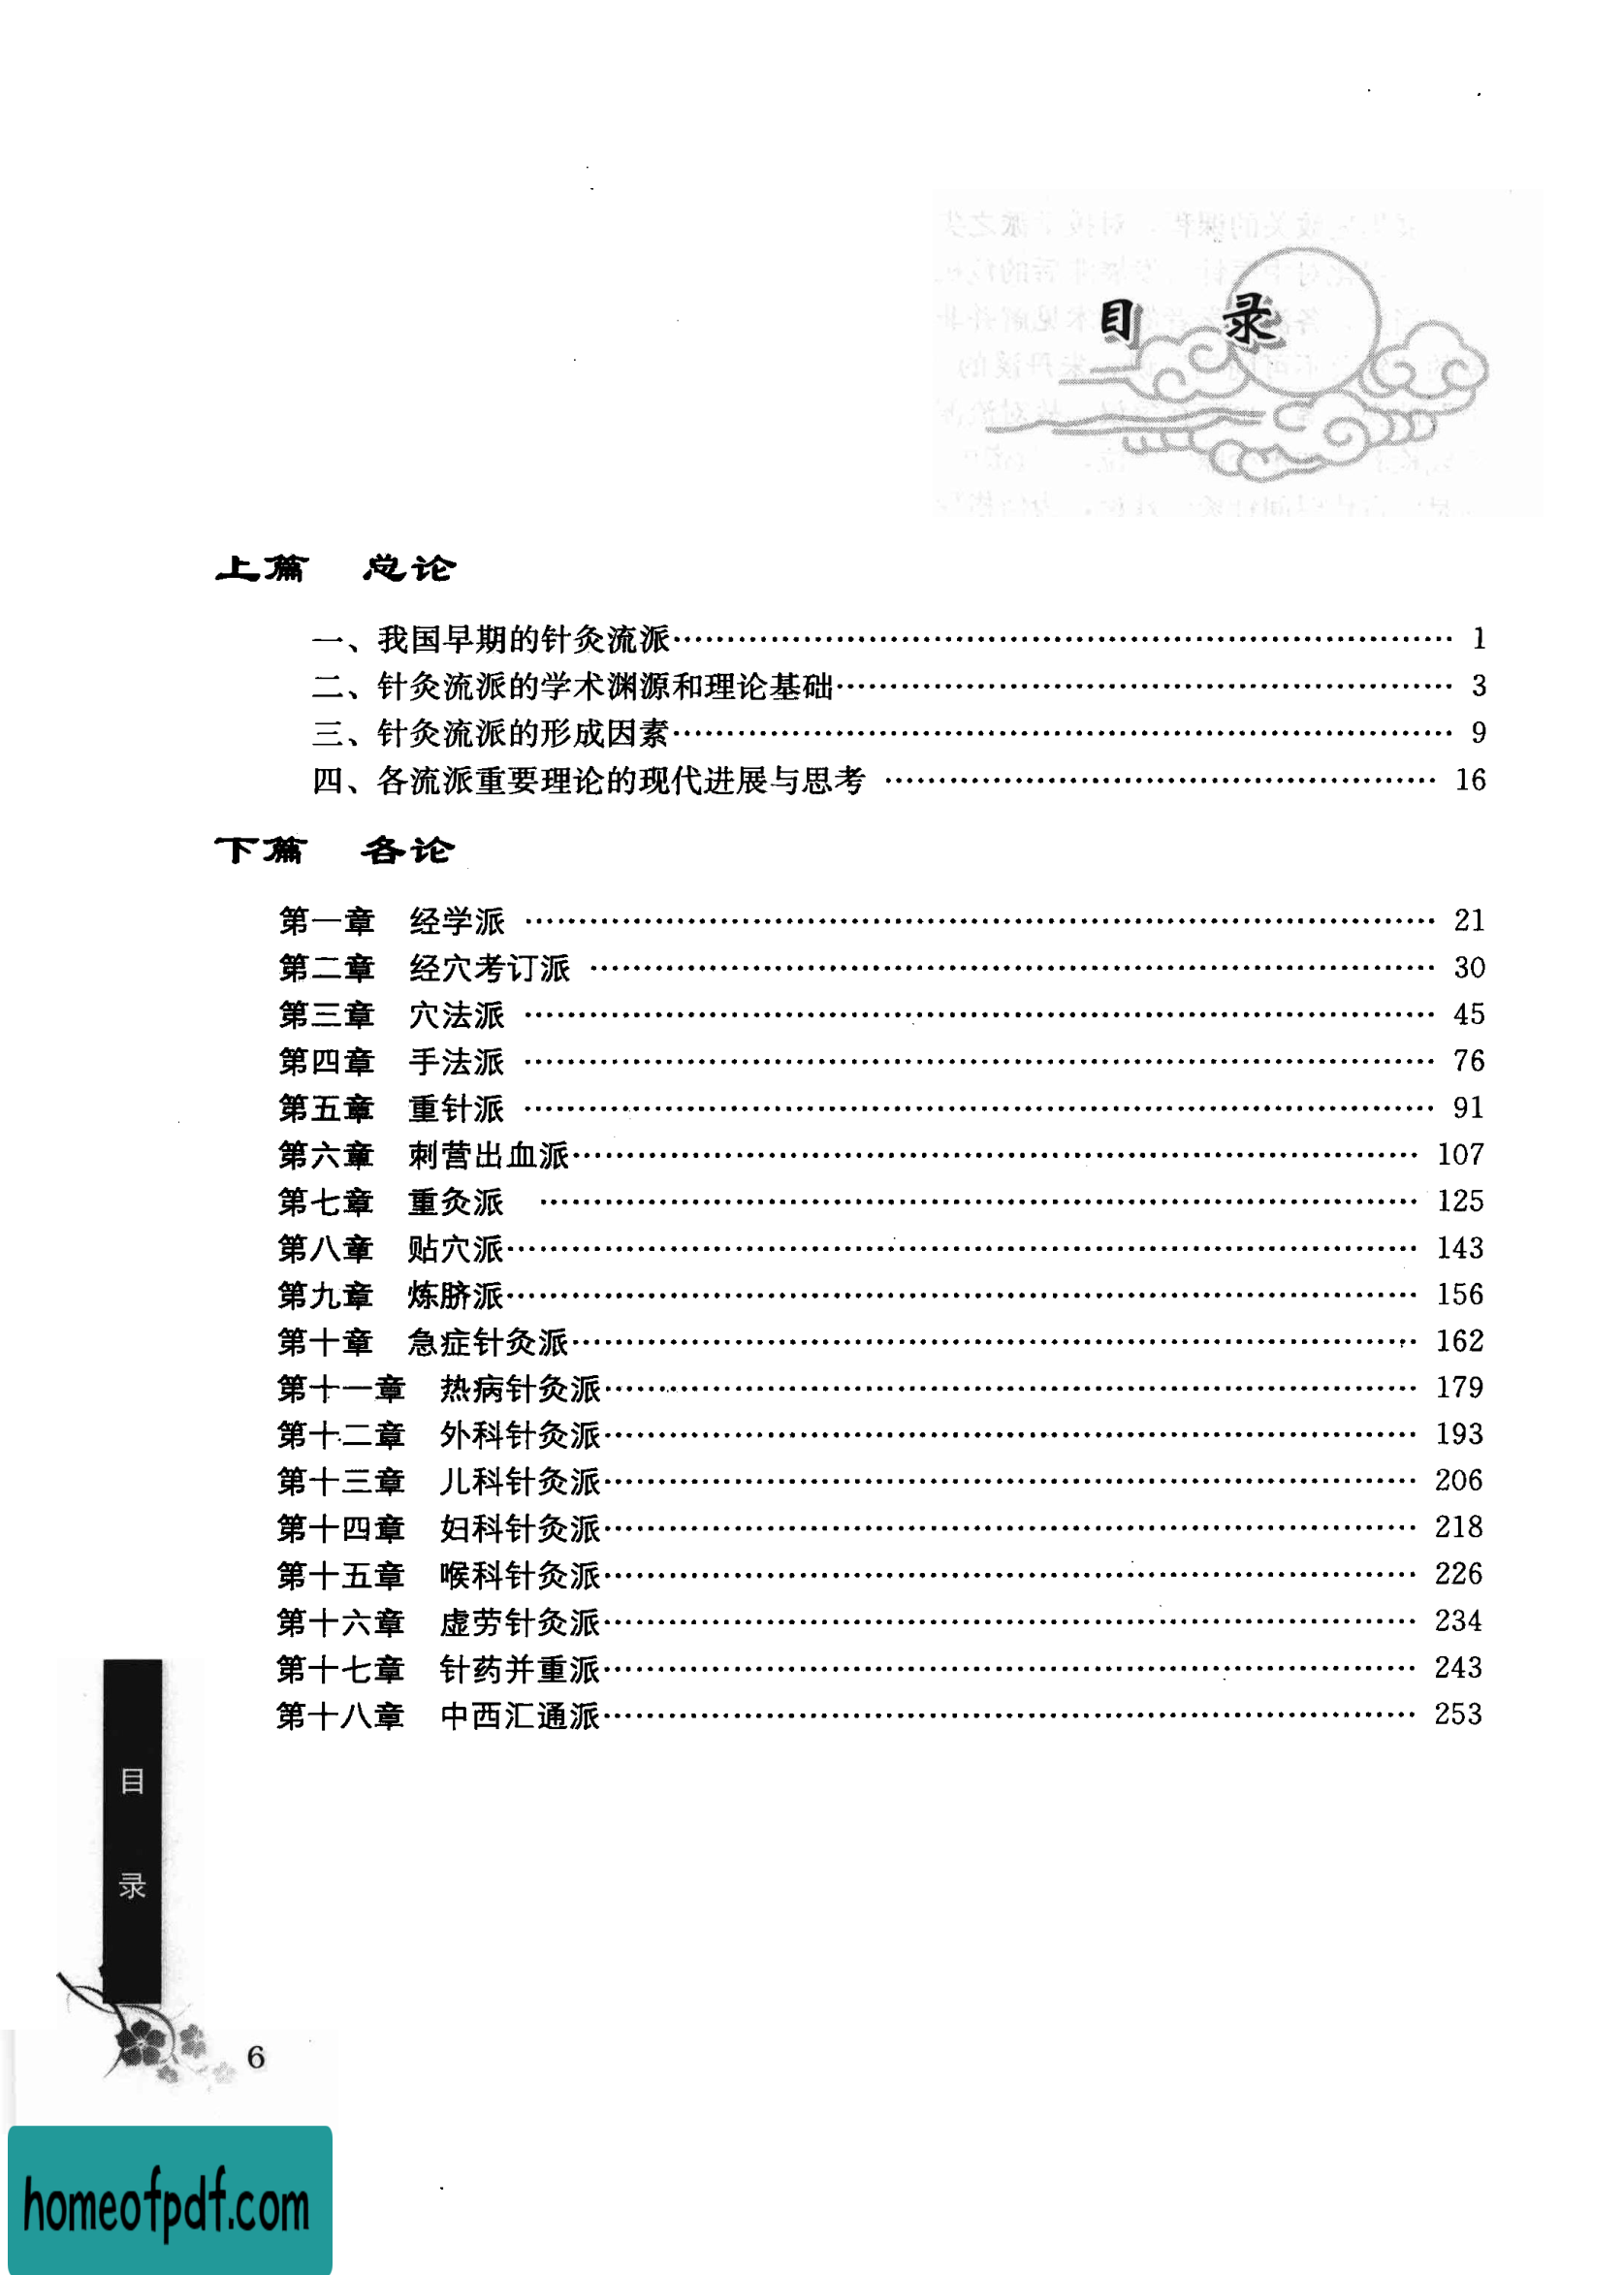 目 录
上篇 总论
一、我国早期的针灸流派…………………………………………………………… 1
二、针灸流派的学术渊源和理论基础……………………………………………… 3
三、针灸流派的形成因素…………………………………………………………… 9
四、各流派重要理论的现代进展与思考 ………………………………………… 16
下篇 各论
第一章 经学派 …………………………………………………………………… 21
第二章 经穴考订派 ……………………………………………………………… 30
第三章 穴法派 …………………………………………………………………… 45
第四章 手法派 …………………………………………………………………… 76
第五章 重针派 …………………………………………………………………… 91
第六章 刺营出血派……………………………………………………………… 107
第七章 重灸派 ………………………………………………………………… 125
第八章 贴穴派…………………………………………………………………… 143
第九章 炼脐派…………………………………………………………………… 156
第十章 急症针灸派……………………………………………………………… 162
第十一章 热病针灸派…………………………………………………………… 179
第十二章 外科针灸派…………………………………………………………… 193
第十三章 儿科针灸派…………………………………………………………… 206
第十四章 妇科针灸派…………………………………………………………… 218
第十五章 喉科针灸派…………………………………………………………… 226
第十六章 虚劳针灸派…………………………………………………………… 234
第十七章 针药并重派…………………………………………………………… 243
第十八章 中西汇通派…………………………………………………………… 253
目
录
6
homeofpdf.com